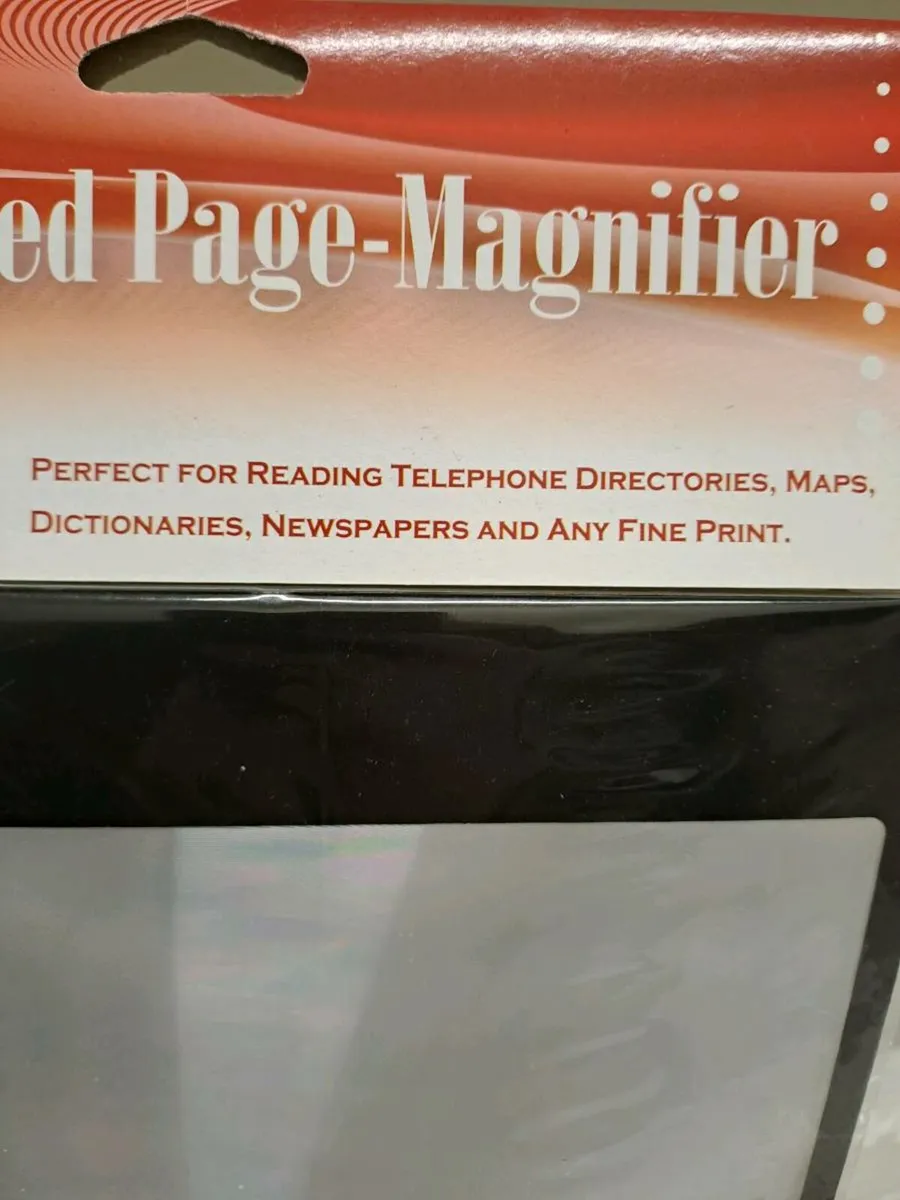 ed Page-Magnifier
PERFECT FOR READING TELEPHONE DIRECTORIES, MAPS,
DICTIONARIES, NEWSPAPERS AND ANY FINE PRINT.